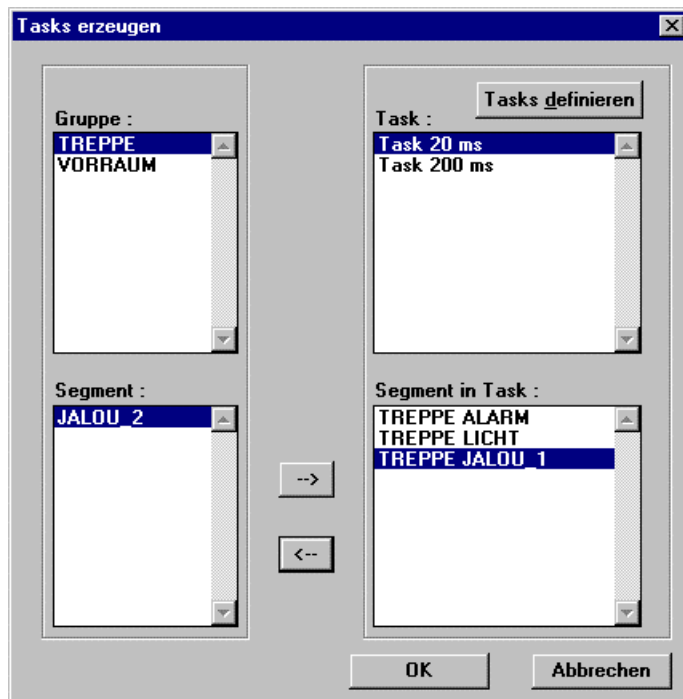 Tasks erzeugen
Gruppe :
TREPPE
VORRAUM
Tasks definieren
Task :
Task 20 ms
Task 200 ms
Segment :
JALOU_2
-->
<--
Segment in Task :
TREPPE ALARM
TREPPE LICHT
TREPPE JALOU_1
OK
Abbrechen